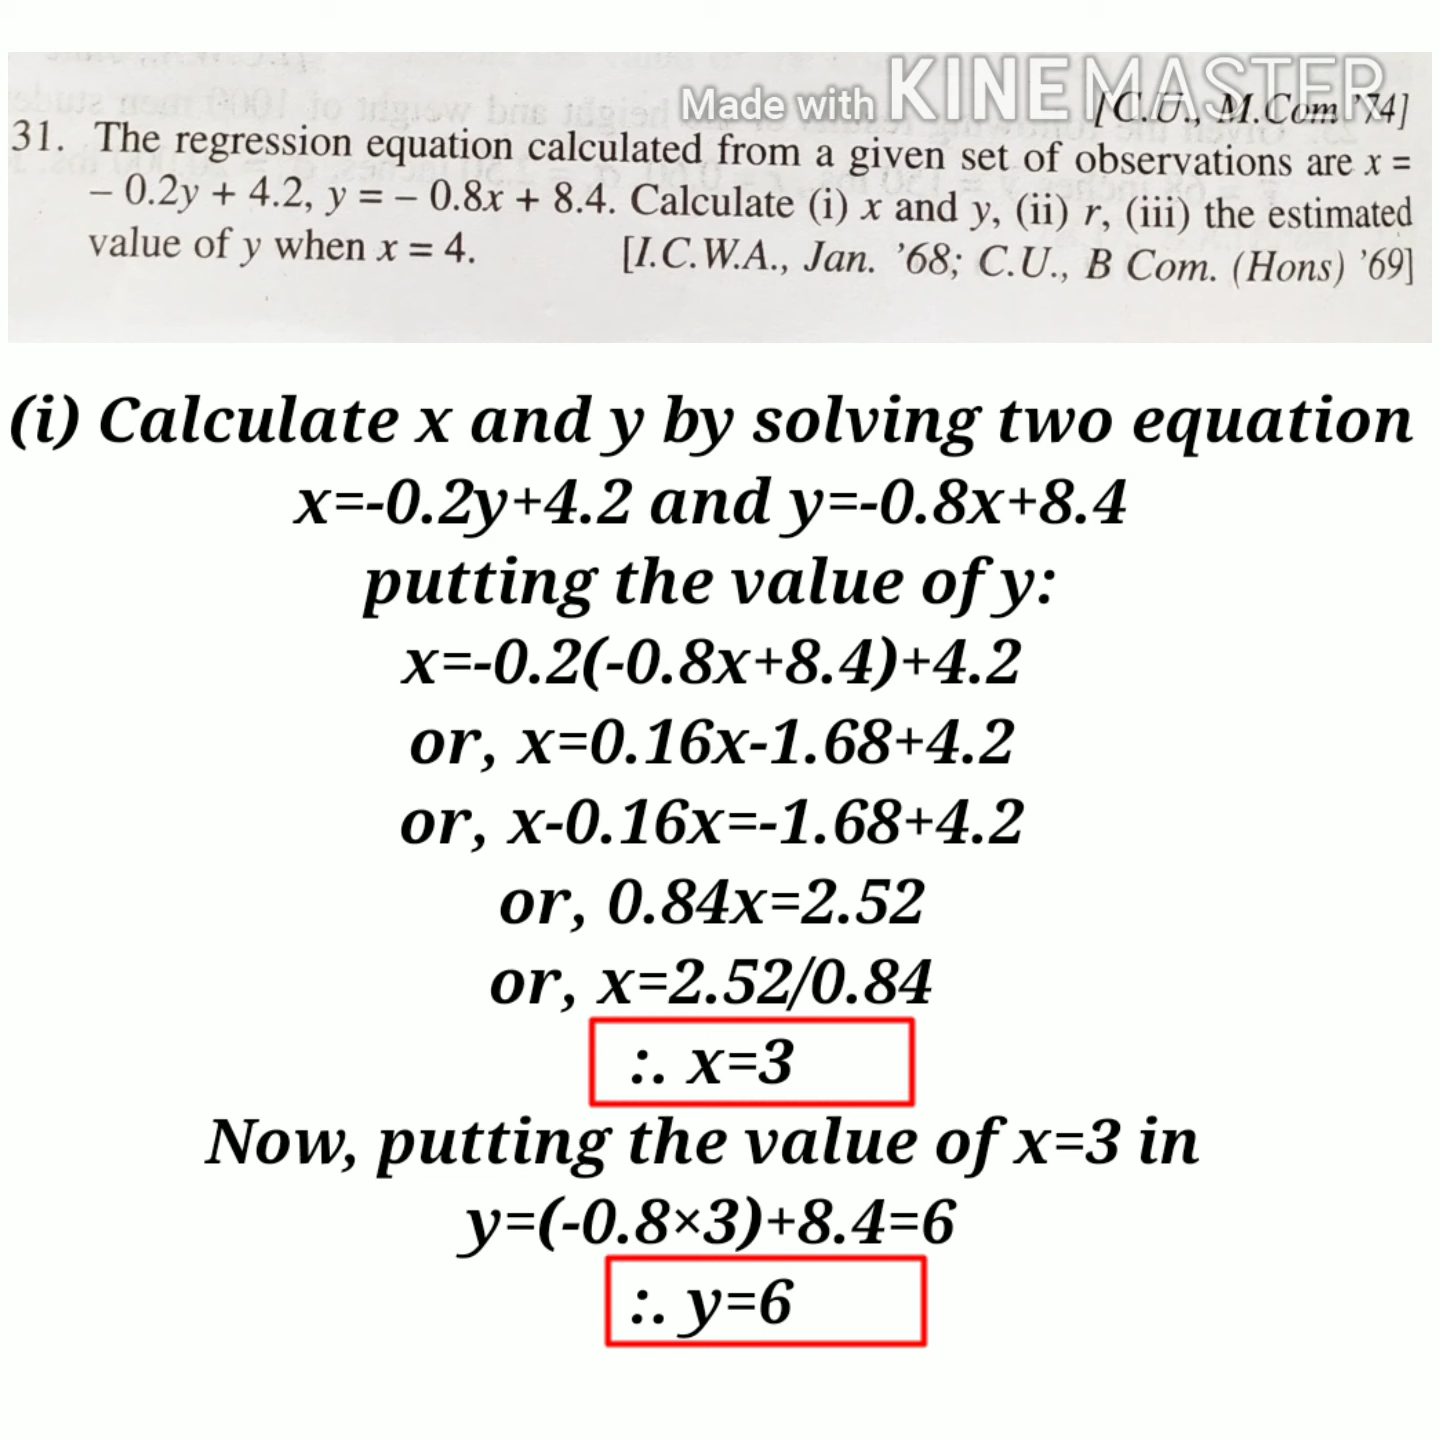 Made with KINEMASTER
[C.U., M.Com '74]
31. The regression equation calculated from a given set of observations are x =
– 0.2y + 4.2, y = – 0.8x + 8.4. Calculate (i) x and y, (ii) r, (iii) the estimated
value of y when x = 4. [I.C.W.A., Jan. '68; C.U., B Com. (Hons) '69]
(i) Calculate x and y by solving two equation
x=-0.2y+4.2 and y=-0.8x+8.4
putting the value of y:
x=-0.2(-0.8x+8.4)+4.2
or, x=0.16x-1.68+4.2
or, x-0.16x=-1.68+4.2
or, 0.84x=2.52
or, x=2.52/0.84
∴ x=3
Now, putting the value of x=3 in
y=(-0.8×3)+8.4=6
∴ y=6